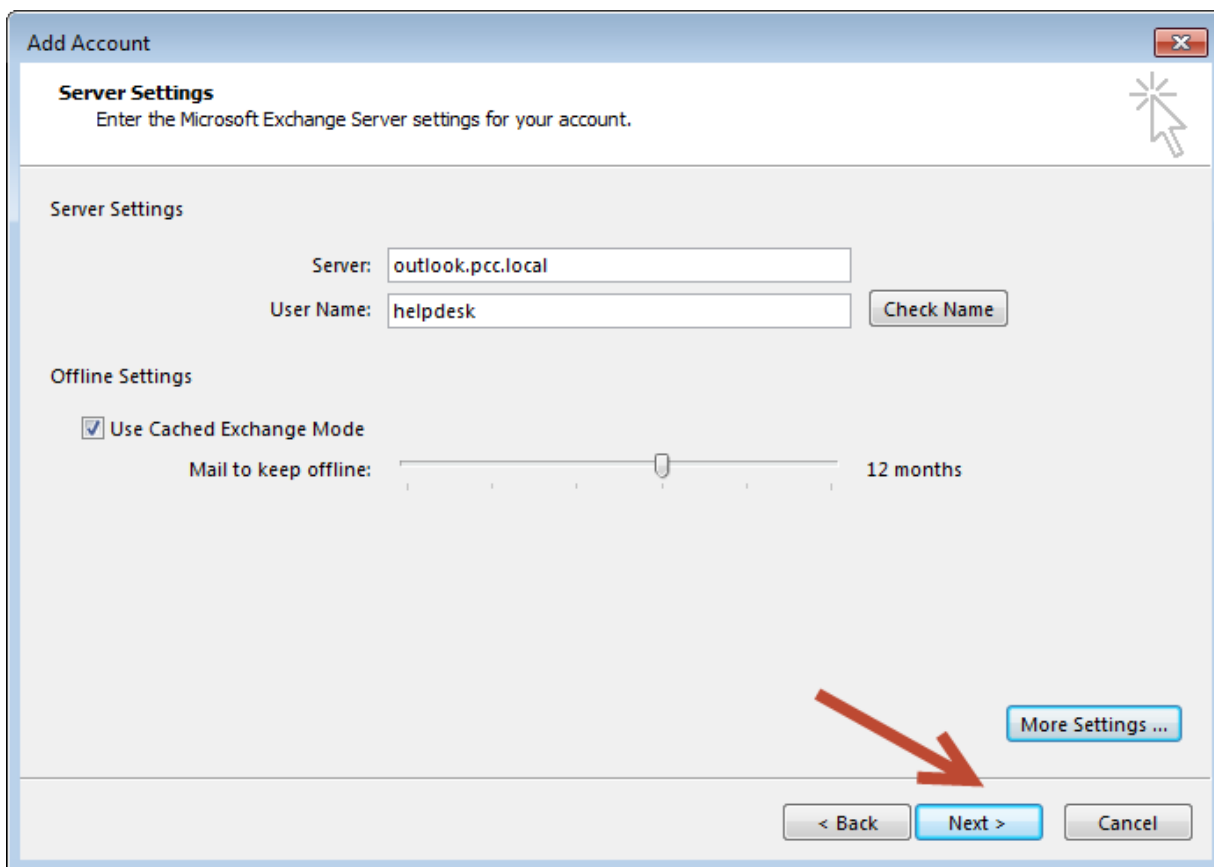 Add Account
Server Settings
Enter the Microsoft Exchange Server settings for your account.
Server Settings
Server: outlook.pcc.local
User Name: helpdesk Check Name
Offline Settings
Use Cached Exchange Mode
Mail to keep offline: 12 months
More Settings ...
< Back Next > Cancel